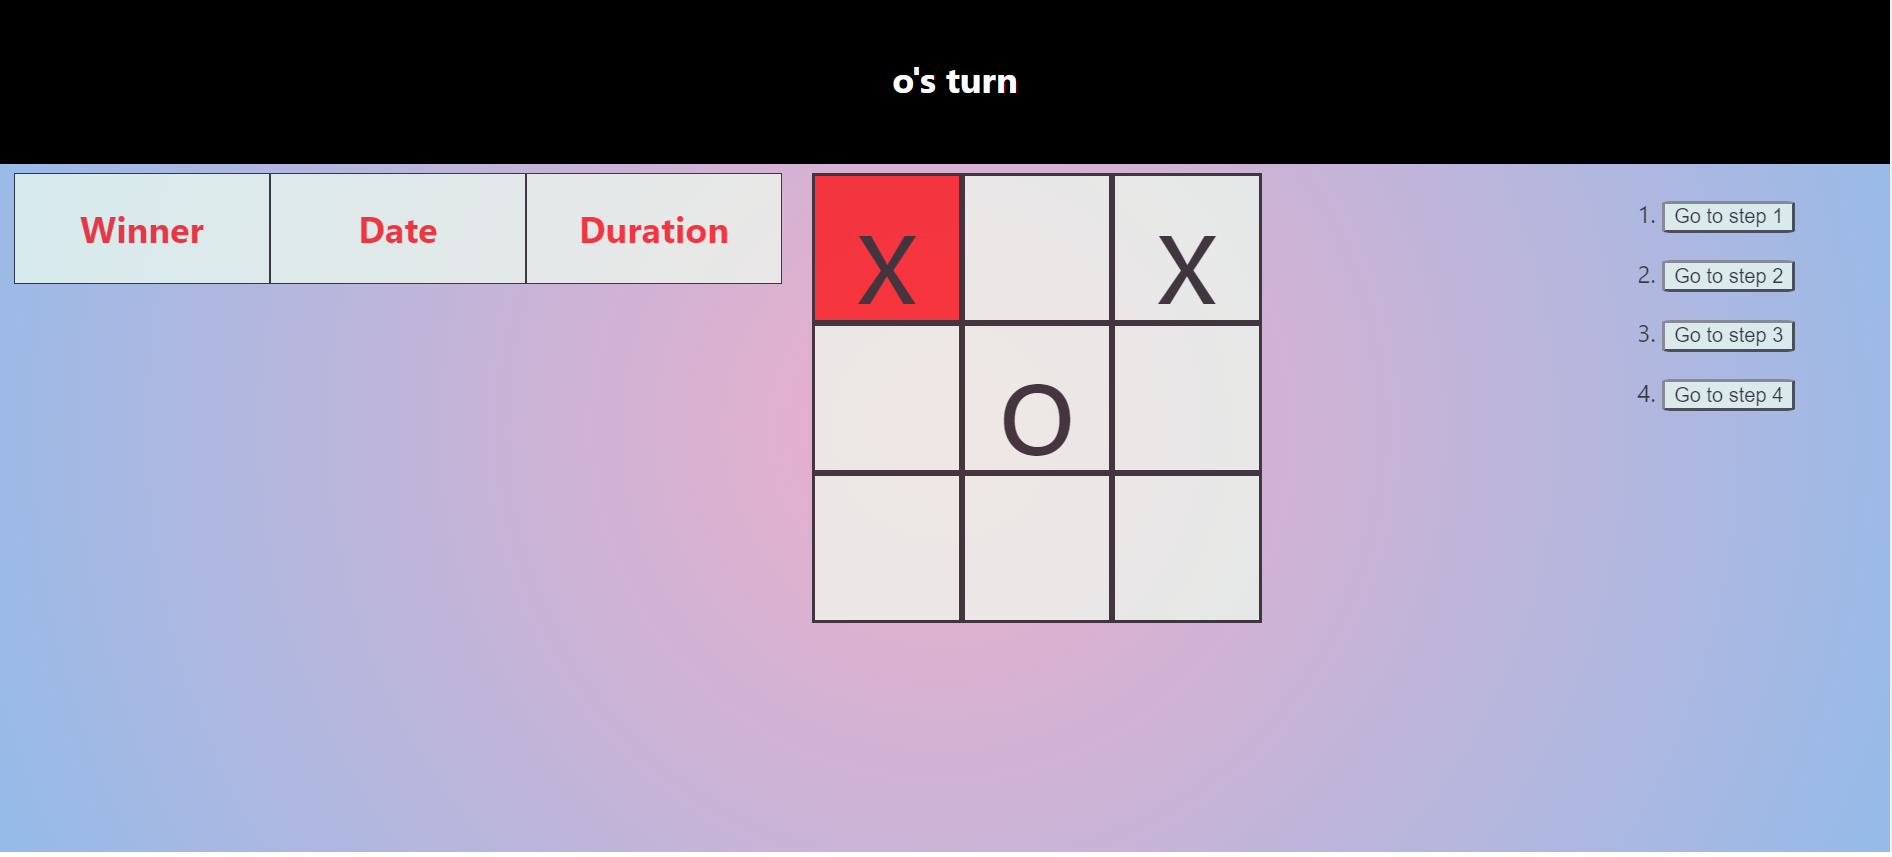 o's turn
Winner Date Duration
X X
O
1. Go to step 1
2. Go to step 2
3. Go to step 3
4. Go to step 4